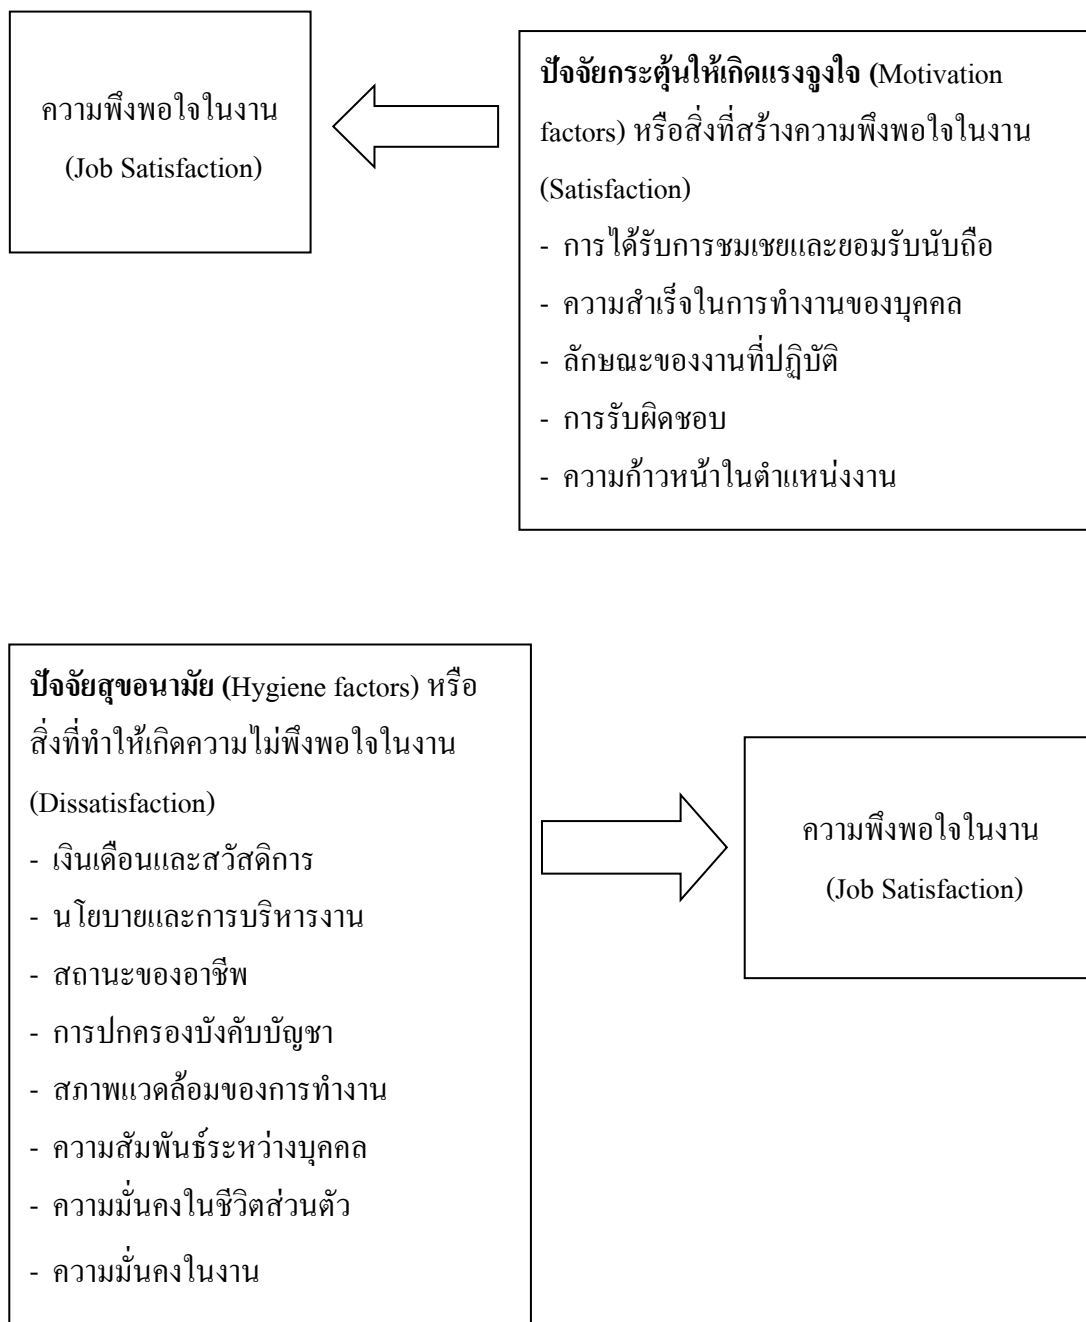 ความพึงพอใจในงาน
(Job Satisfaction)
ปัจจัยกระตุ้นให้เกิดแรงจูงใจ (Motivation
factors) หรือสิ่งที่สร้างความพึงพอใจในงาน
(Satisfaction)
- การได้รับการชมเชยและยอมรับนับถือ
- ความสำเร็จในการทำงานของบุคคล
- ลักษณะของงานที่ปฏิบัติ
- การรับผิดชอบ
- ความก้าวหน้าในตำแหน่งงาน
ปัจจัยสุขอนามัย (Hygiene factors) หรือ
สิ่งที่ทำให้เกิดความไม่พึงพอใจในงาน
(Dissatisfaction)
- เงินเดือนและสวัสดิการ
- นโยบายและการบริหารงาน
- สถานะของอาชีพ
- การปกครองบังคับบัญชา
- สภาพแวดล้อมของการทำงาน
- ความสัมพันธ์ระหว่างบุคคล
- ความมั่นคงในชีวิตส่วนตัว
- ความมั่นคงในงาน
ความพึงพอใจในงาน
(Job Satisfaction)